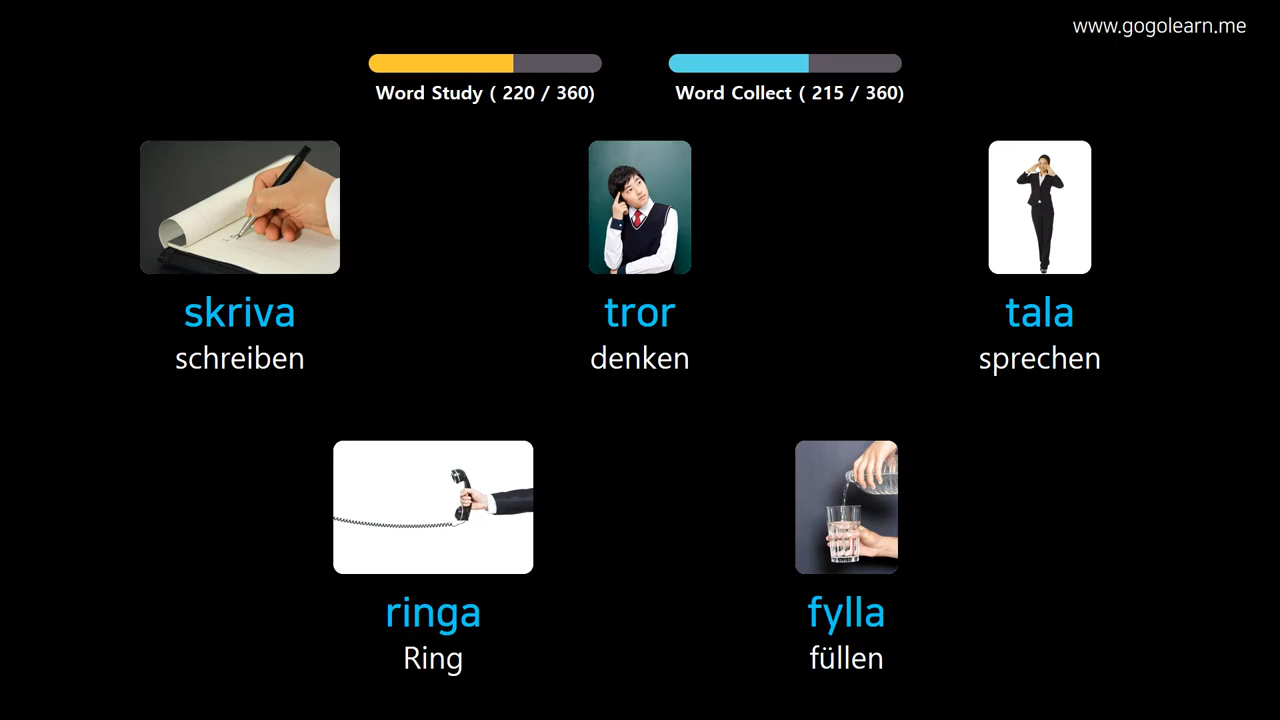 www.gogolearn.me
Word Study ( 220 / 360)
Word Collect ( 215 / 360)
skriva
schreiben
tror
denken
tala
sprechen
ringa
Ring
fylla
füllen